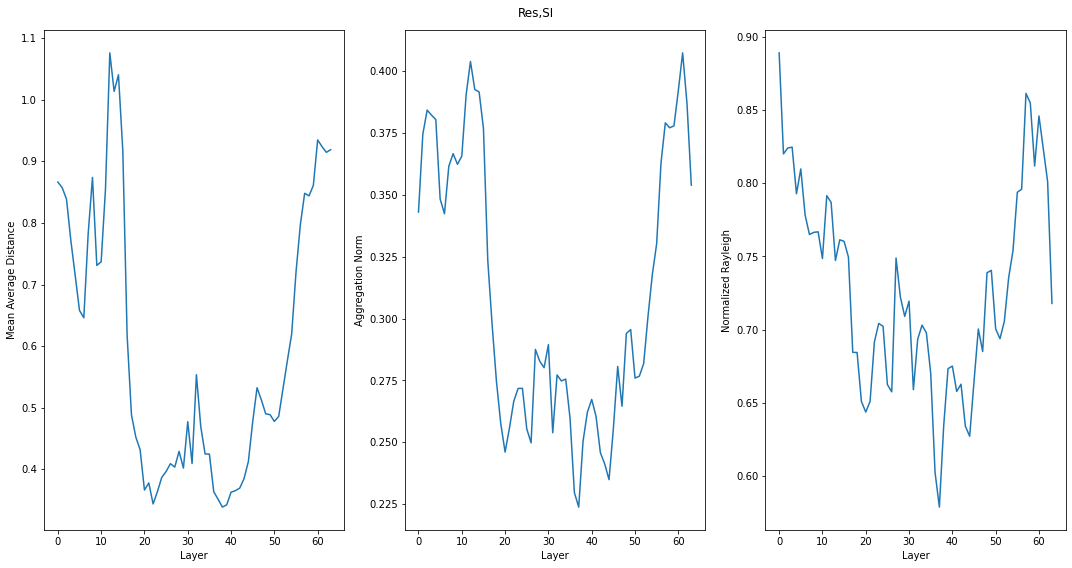 Res,SI
Mean Average Distance
1.1
1.0
0.9
0.8
0.7
0.6
0.5
0.4
0 10 20 30 40 50 60
Layer
Aggregation Norm
0.400
0.375
0.350
0.325
0.300
0.275
0.250
0.225
0 10 20 30 40 50 60
Layer
Normalized Rayleigh
0.90
0.85
0.80
0.75
0.70
0.65
0.60
0 10 20 30 40 50 60
Layer